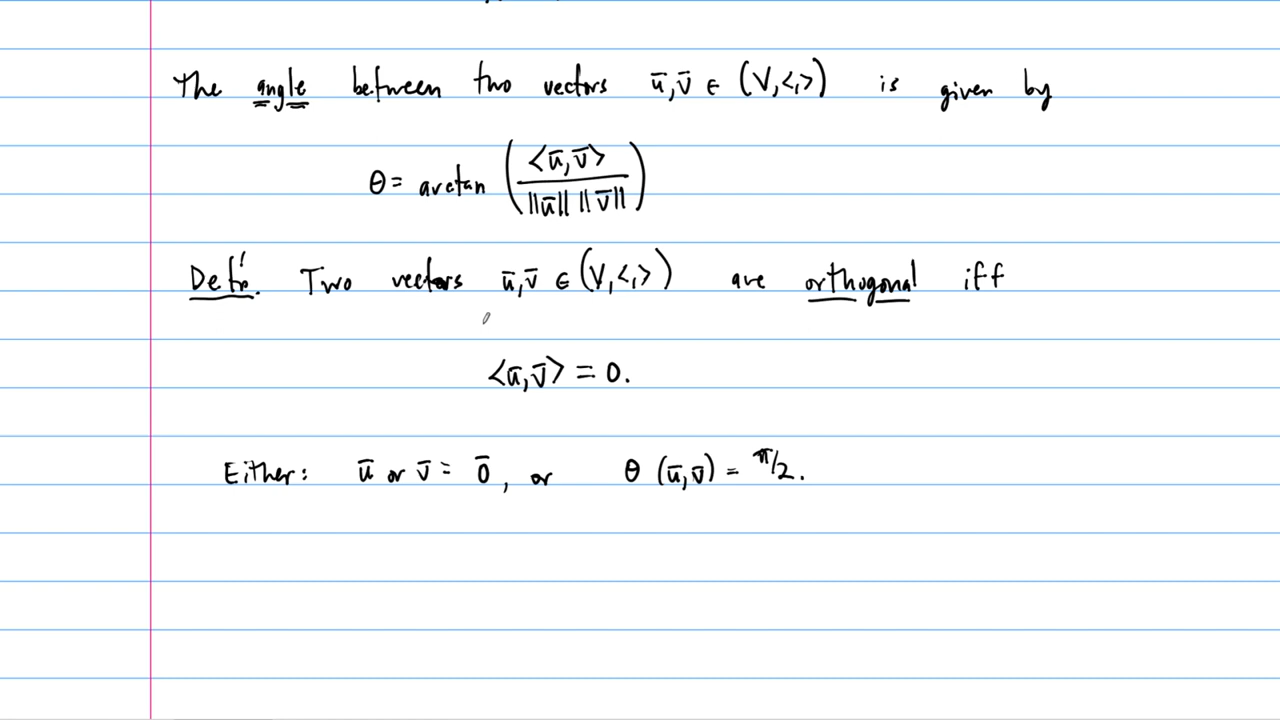 The angle between two vectors ū, v̄ ∈ (V, <,>) is given by
θ = arctan (<ū, v̄> / ||ū|| ||v̄||)
Def'n. Two vectors ū, v̄ ∈ (V, <,>) are orthogonal iff
<ū, v̄> = 0.
Either: ū or v̄ = 0̄, or θ (ū, v̄) = π/2.